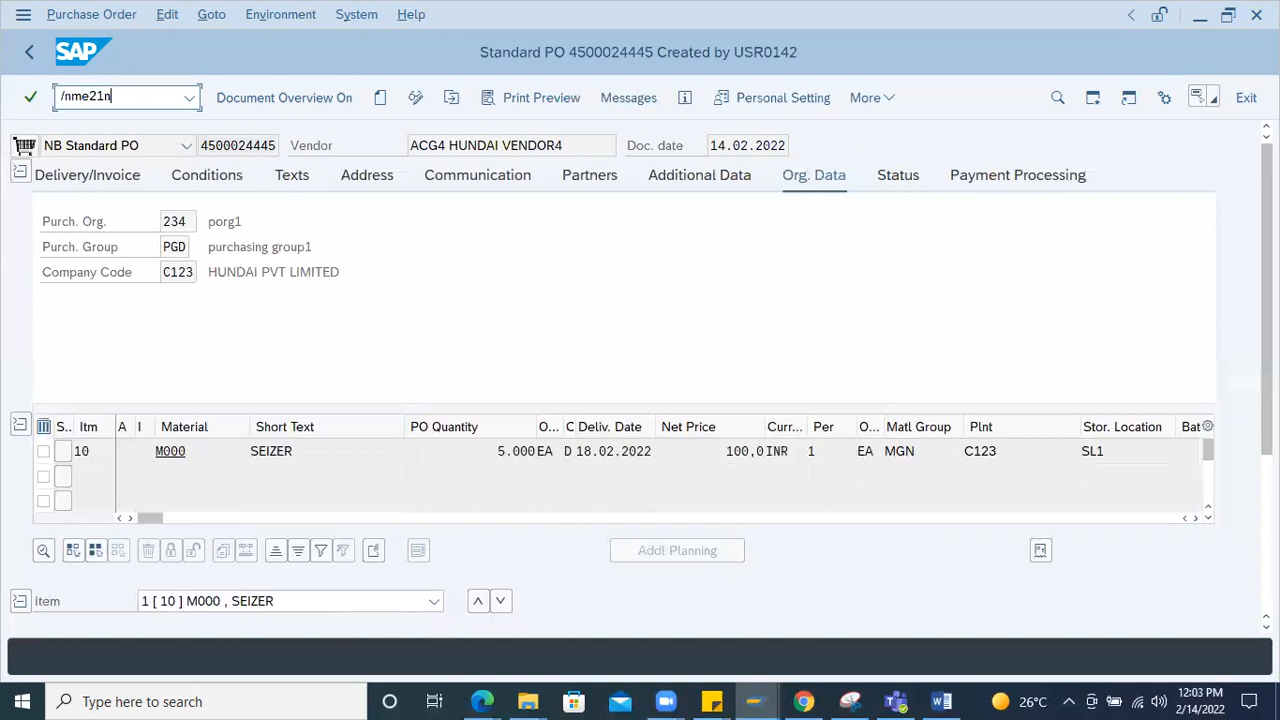 Purchase Order Edit Goto Environment System Help
SAP Standard PO 4500024445 Created by USR0142
/nme21n Document Overview On Print Preview Messages Personal Setting More Exit
NB Standard PO 4500024445 Vendor ACG4 HUNDAI VENDOR4 Doc. date 14.02.2022
Delivery/Invoice Conditions Texts Address Communication Partners Additional Data Org. Data Status Payment Processing
Purch. Org. 234 porg1
Purch. Group PGD purchasing group1
Company Code C123 HUNDAI PVT LIMITED
S.. Itm A I Material Short Text PO Quantity O... C Deliv. Date Net Price Curr... Per O... Matl Group Plnt Stor. Location Bat
10 M000 SEIZER 5.000 EA D 18.02.2022 100,0 INR 1 EA MGN C123 SL1
Add! Planning
Item 1 [ 10 ] M000 , SEIZER
Type here to search 26°C 12:03 PM
2/14/2022